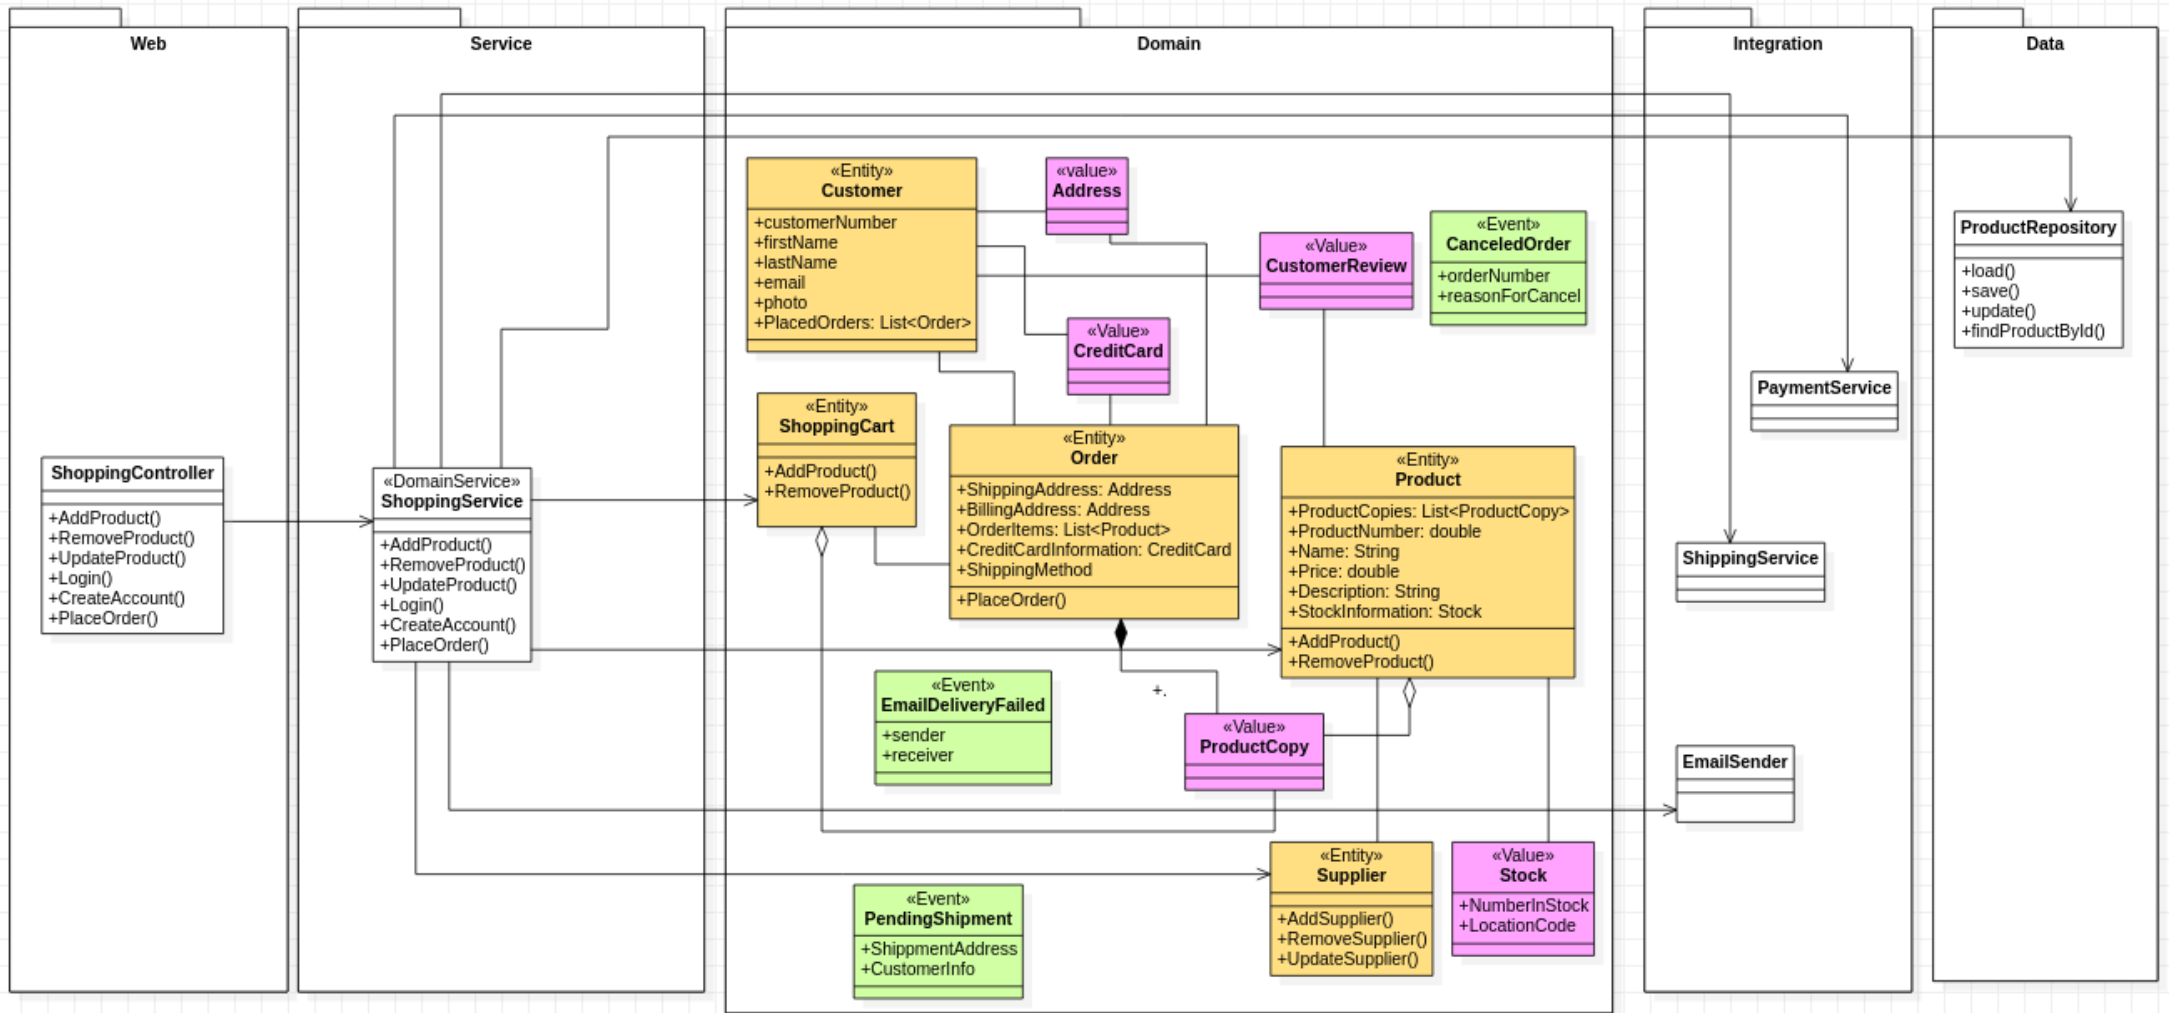 Web
Service
Domain
Integration
Data
ShoppingController
+AddProduct()
+RemoveProduct()
+UpdateProduct()
+Login()
+CreateAccount()
+PlaceOrder()
«DomainService»
ShoppingService
+AddProduct()
+RemoveProduct()
+UpdateProduct()
+Login()
+CreateAccount()
+PlaceOrder()
«Entity»
Customer
+customerNumber
+firstName
+lastName
+email
+photo
+PlacedOrders: List<Order>
«value»
Address
«Value»
CustomerReview
«Event»
CanceledOrder
+orderNumber
+reasonForCancel
«Value»
CreditCard
«Entity»
ShoppingCart
+AddProduct()
+RemoveProduct()
«Entity»
Order
+ShippingAddress: Address
+BillingAddress: Address
+OrderItems: List<Product>
+CreditCardInformation: CreditCard
+ShippingMethod
+PlaceOrder()
«Entity»
Product
+ProductCopies: List<ProductCopy>
+ProductNumber: double
+Name: String
+Price: double
+Description: String
+StockInformation: Stock
+AddProduct()
+RemoveProduct()
«Event»
EmailDeliveryFailed
+sender
+receiver
+.
«Value»
ProductCopy
«Event»
PendingShipment
+ShippmentAddress
+CustomerInfo
«Entity»
Supplier
+AddSupplier()
+RemoveSupplier()
+UpdateSupplier()
«Value»
Stock
+NumberInStock
+LocationCode
PaymentService
ShippingService
EmailSender
ProductRepository
+load()
+save()
+update()
+findProductById()